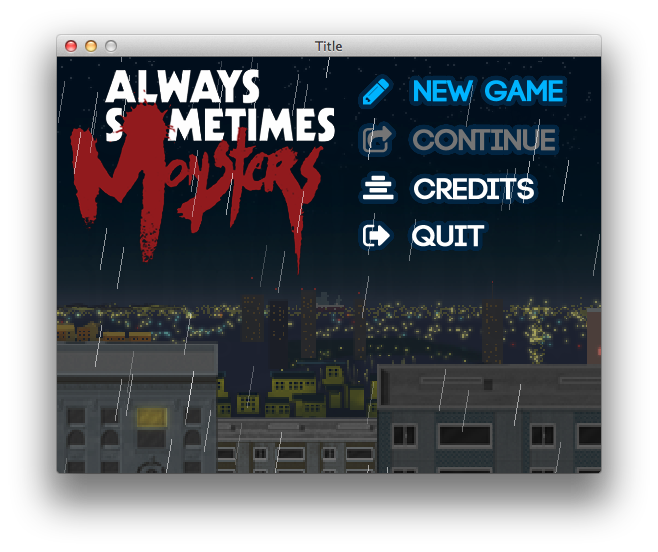 Title
ALWAYS
SOMETIMES
Monsters
NEW GAME
CONTINUE
CREDITS
QUIT